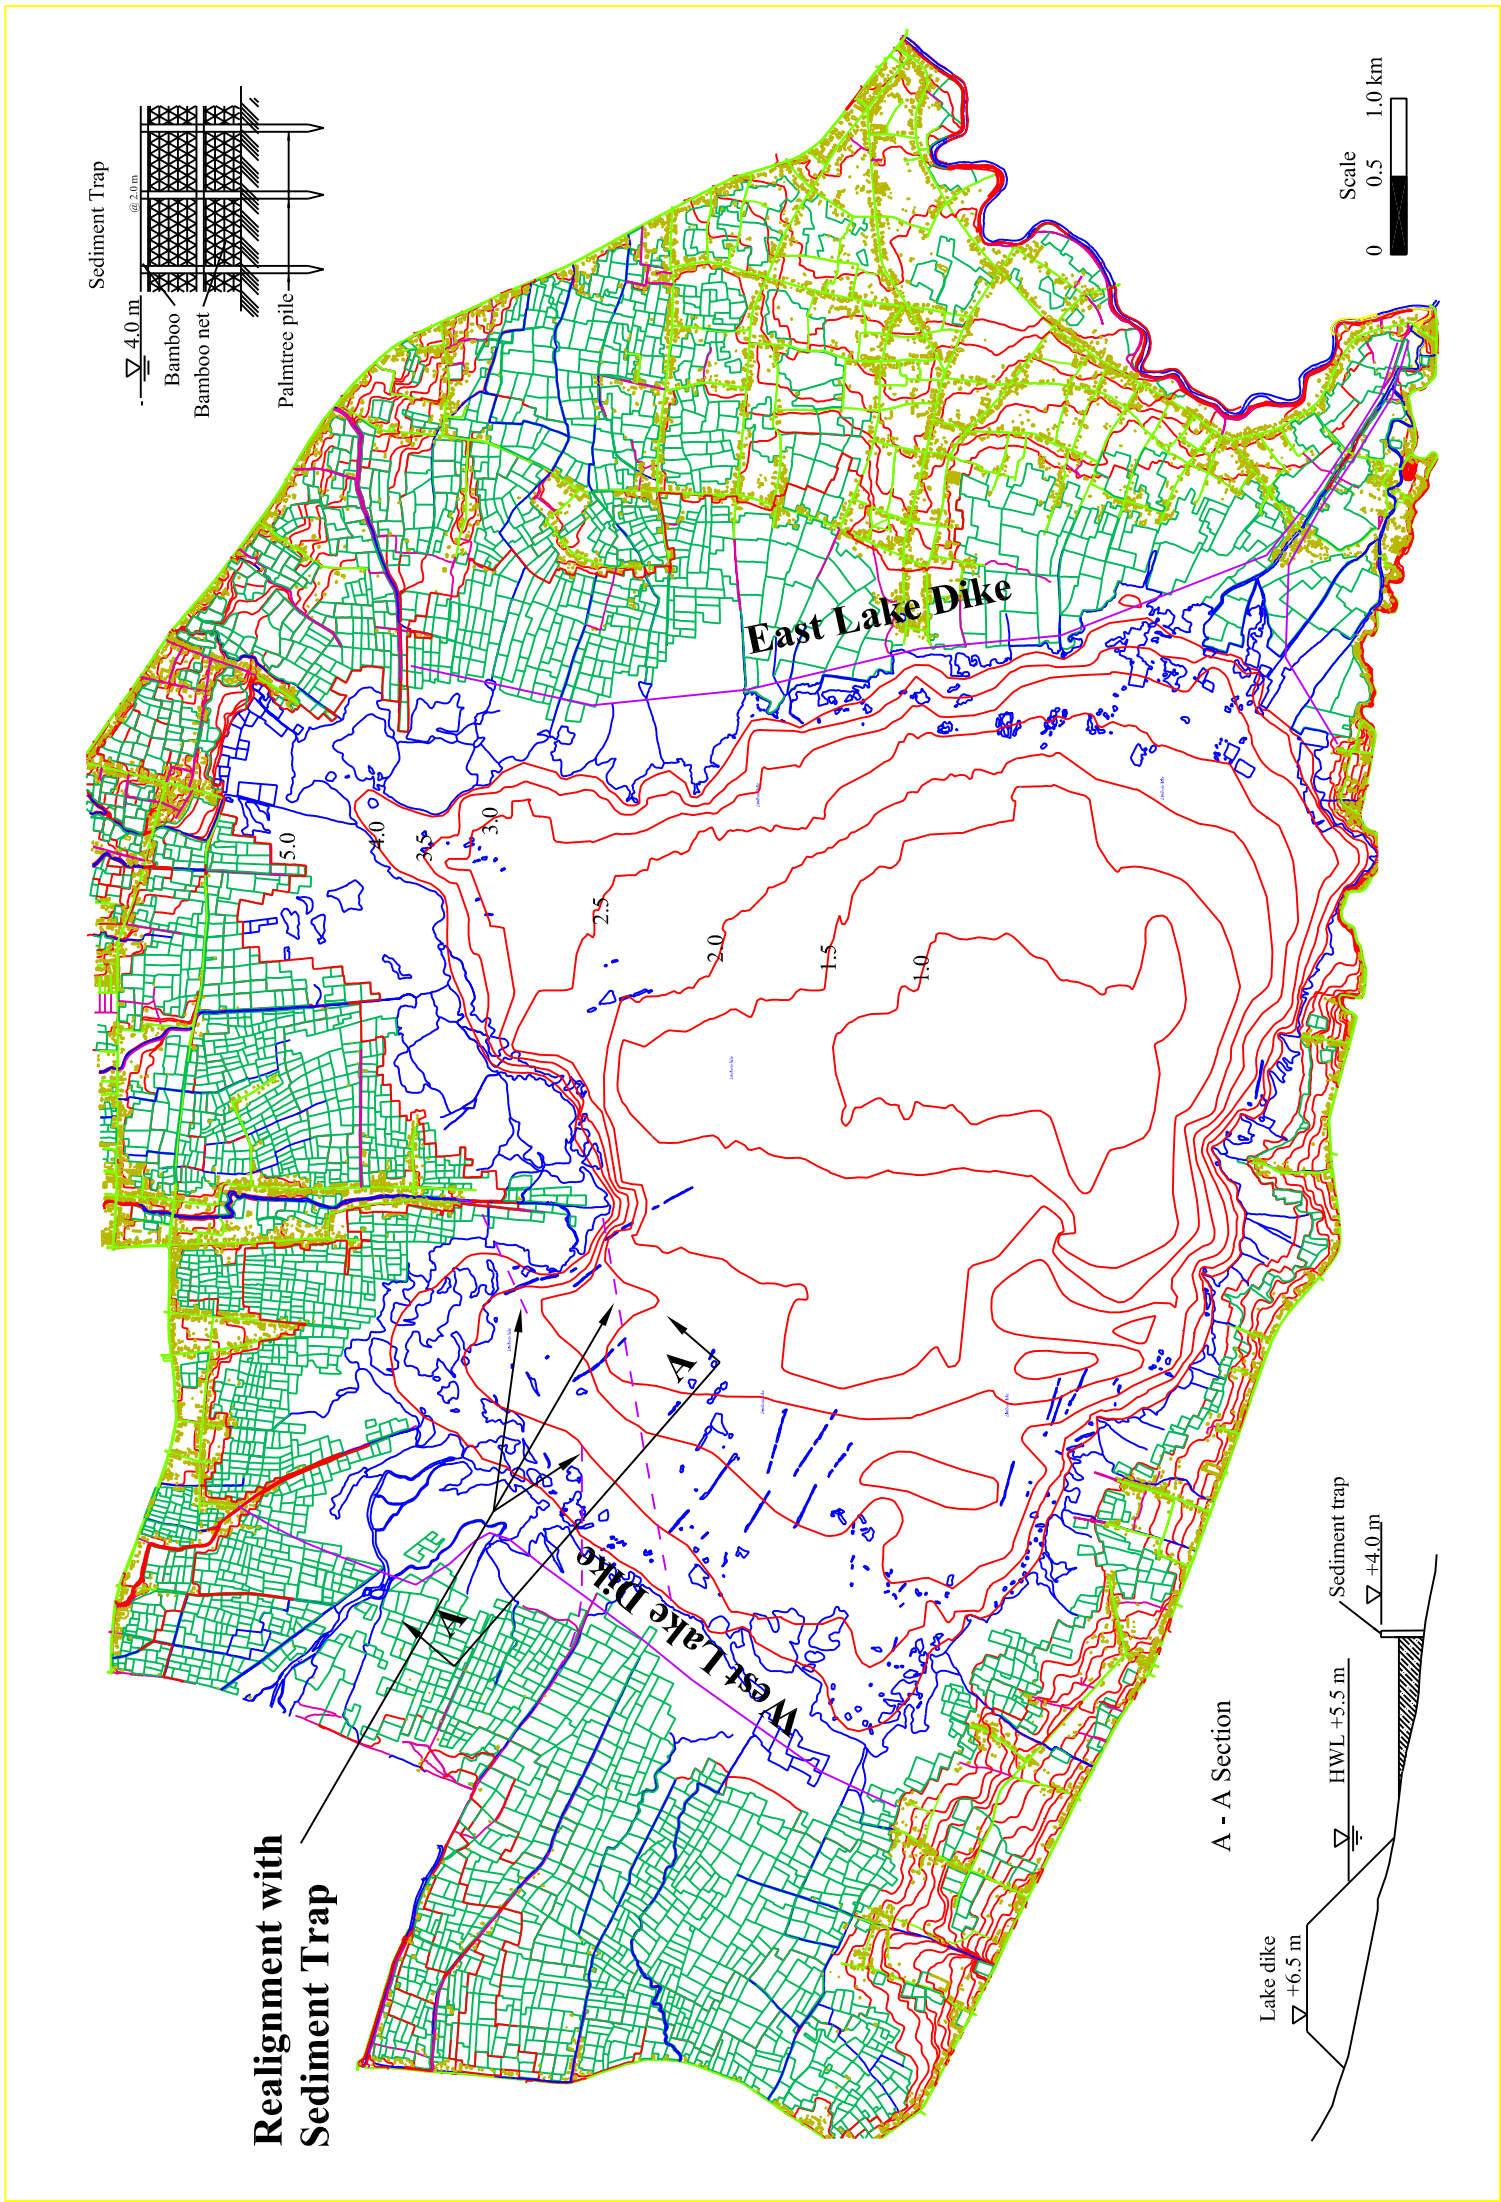 Realignment with
Sediment Trap
Sediment Trap
@ 2.0 m
4.0 m
Bamboo
Bamboo net
Palmtree pile
5.0
4.0
3.5
3.0
2.5
2.0
1.5
1.0
East Lake Dike
West Lake Dike
A
A
A - A Section
Lake dike
+6.5 m
HWL +5.5 m
Sediment trap
+4.0 m
Scale
0 0.5 1.0 km